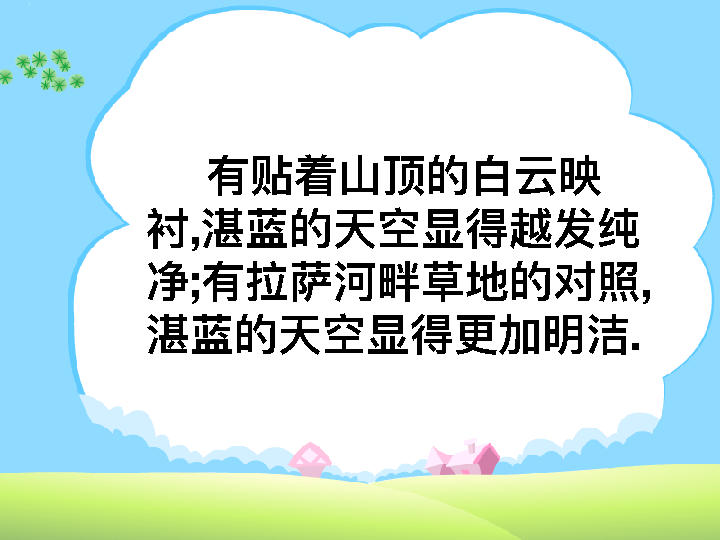 有贴着山顶的白云映
衬,湛蓝的天空显得越发纯
净;有拉萨河畔草地的对照,
湛蓝的天空显得更加明洁.